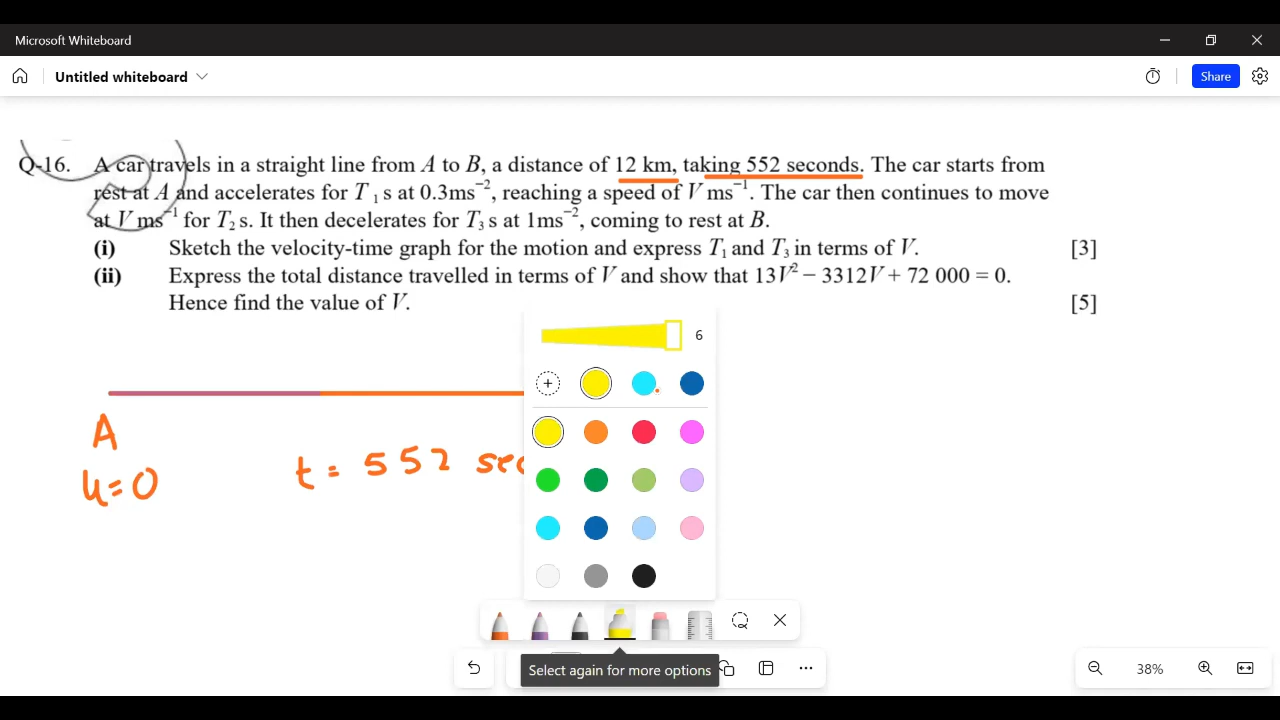 Microsoft Whiteboard
Untitled whiteboard
Share
Q-16. A car travels in a straight line from A to B, a distance of 12 km, taking 552 seconds. The car starts from
rest at A and accelerates for T₁ s at 0.3ms⁻², reaching a speed of V ms⁻¹. The car then continues to move
at V ms⁻¹ for T₂ s. It then decelerates for T₃ s at 1ms⁻², coming to rest at B.
(i) Sketch the velocity-time graph for the motion and express T₁ and T₃ in terms of V. [3]
(ii) Express the total distance travelled in terms of V and show that 13V² − 3312V + 72 000 = 0.
Hence find the value of V. [5]
6
A
u=0
t = 552 sec
Select again for more options
38%